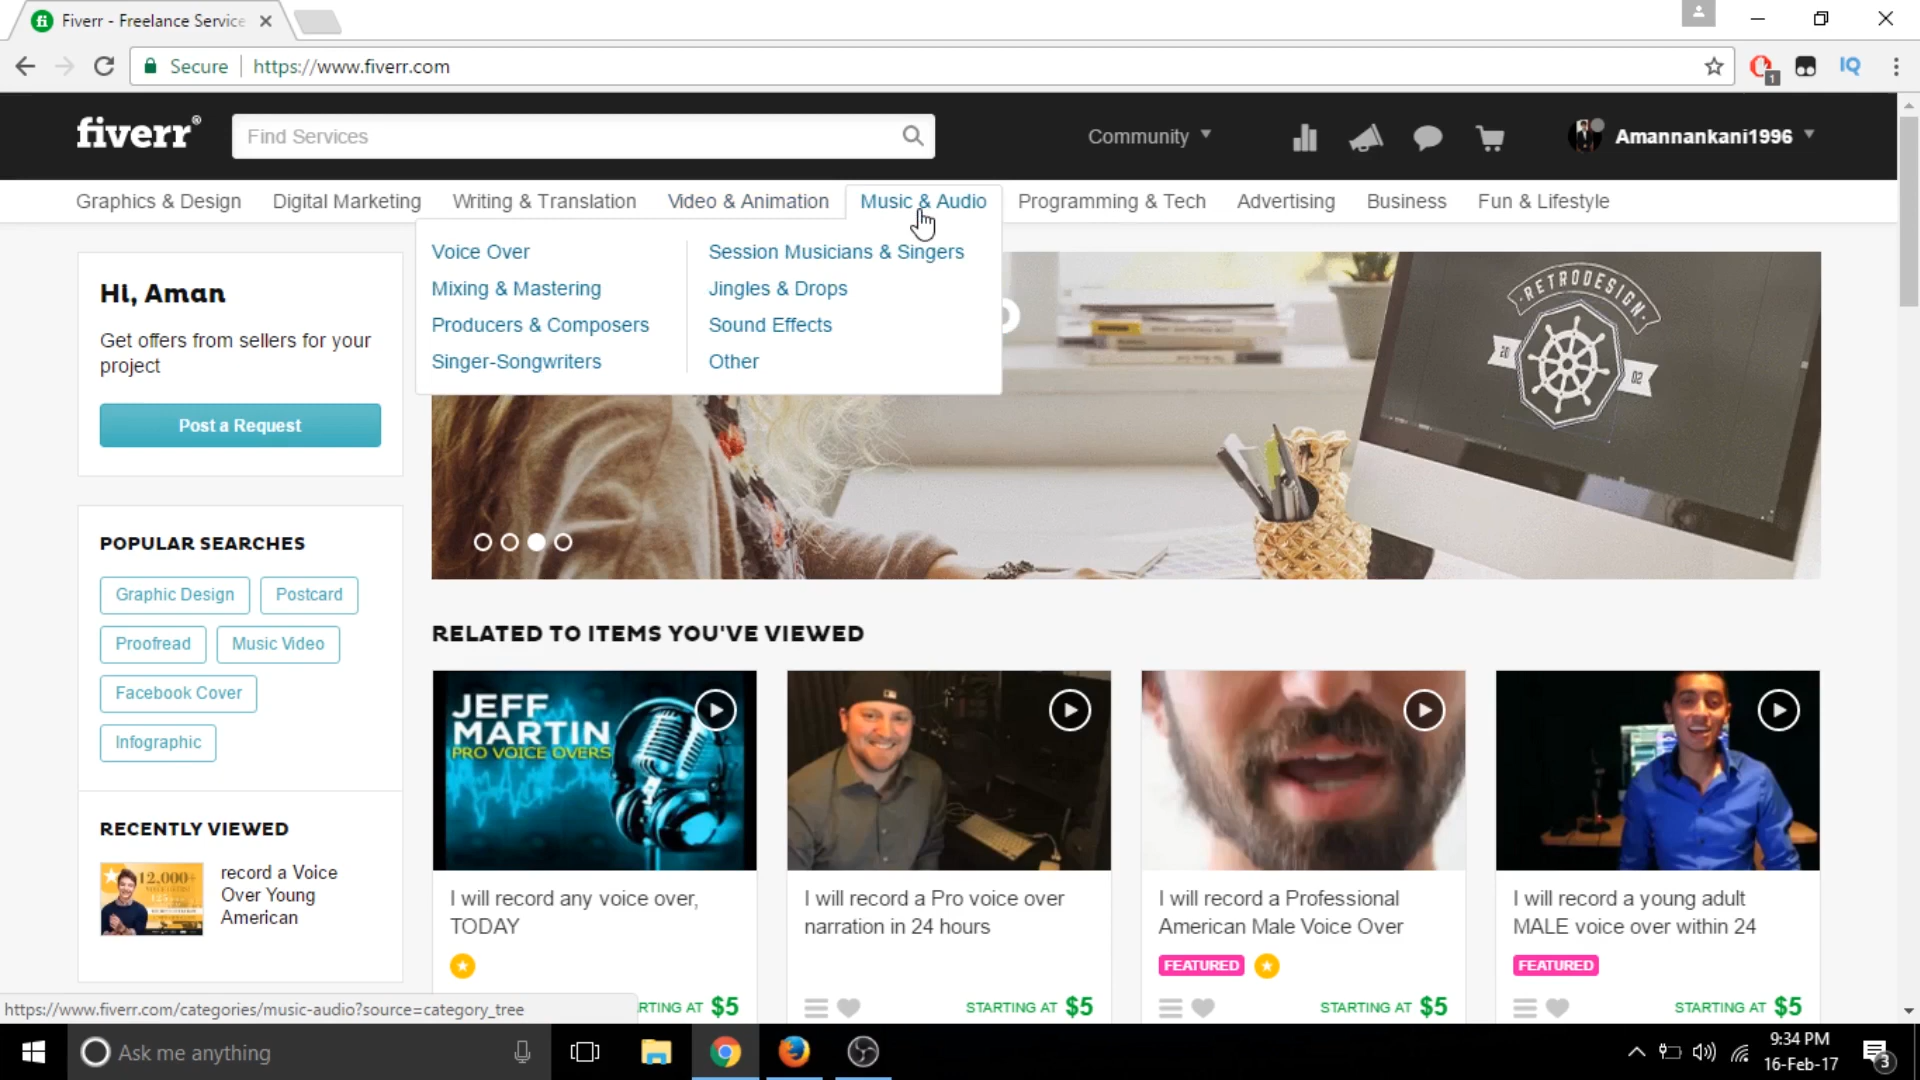 Fiverr - Freelance Service
Secure
https://www.fiverr.com
1
IQ
fiverr®
Find Services
Community
Amannankani1996
Graphics & Design
Digital Marketing
Writing & Translation
Video & Animation
Music & Audio
Programming & Tech
Advertising
Business
Fun & Lifestyle
Voice Over
Mixing & Mastering
Producers & Composers
Singer-Songwriters
Session Musicians & Singers
Jingles & Drops
Sound Effects
Other
RETRODESIGN
20
02
Hi, Aman
Get offers from sellers for your
project
Post a Request
POPULAR SEARCHES
Graphic Design
Postcard
Proofread
Music Video
Facebook Cover
Infographic
RECENTLY VIEWED
12,000+
record a Voice
Over Young
American
RELATED TO ITEMS YOU'VE VIEWED
JEFF
MARTIN
PRO VOICE OVERS
I will record any voice over,
TODAY
RTING AT $5
I will record a Pro voice over
narration in 24 hours
STARTING AT $5
I will record a Professional
American Male Voice Over
FEATURED
STARTING AT $5
I will record a young adult
MALE voice over within 24
FEATURED
STARTING AT $5
https://www.fiverr.com/categories/music-audio?source=category_tree
Ask me anything
9:34 PM
16-Feb-17
3